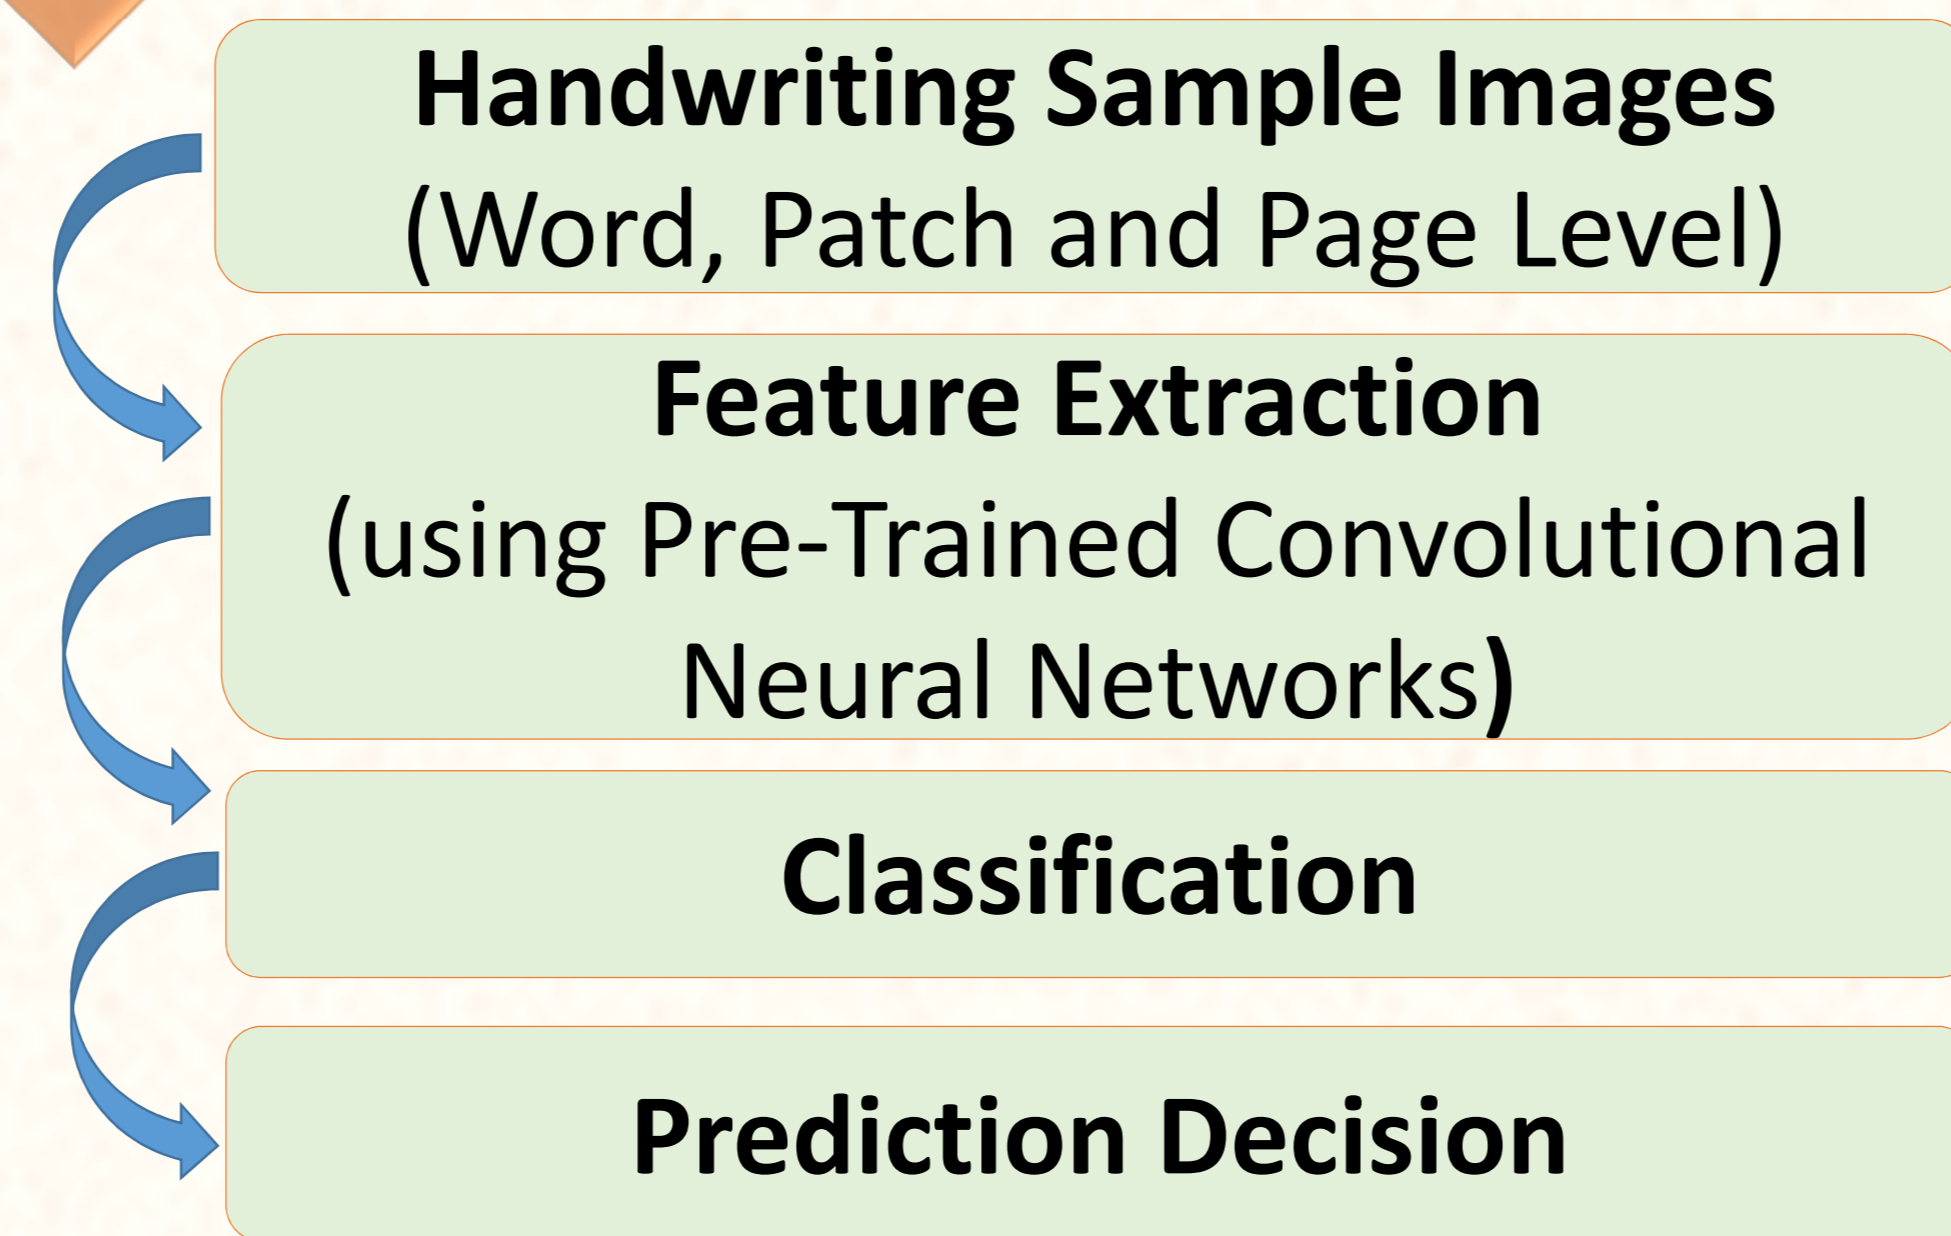 Handwriting Sample Images
(Word, Patch and Page Level)
Feature Extraction
(using Pre-Trained Convolutional
Neural Networks)
Classification
Prediction Decision